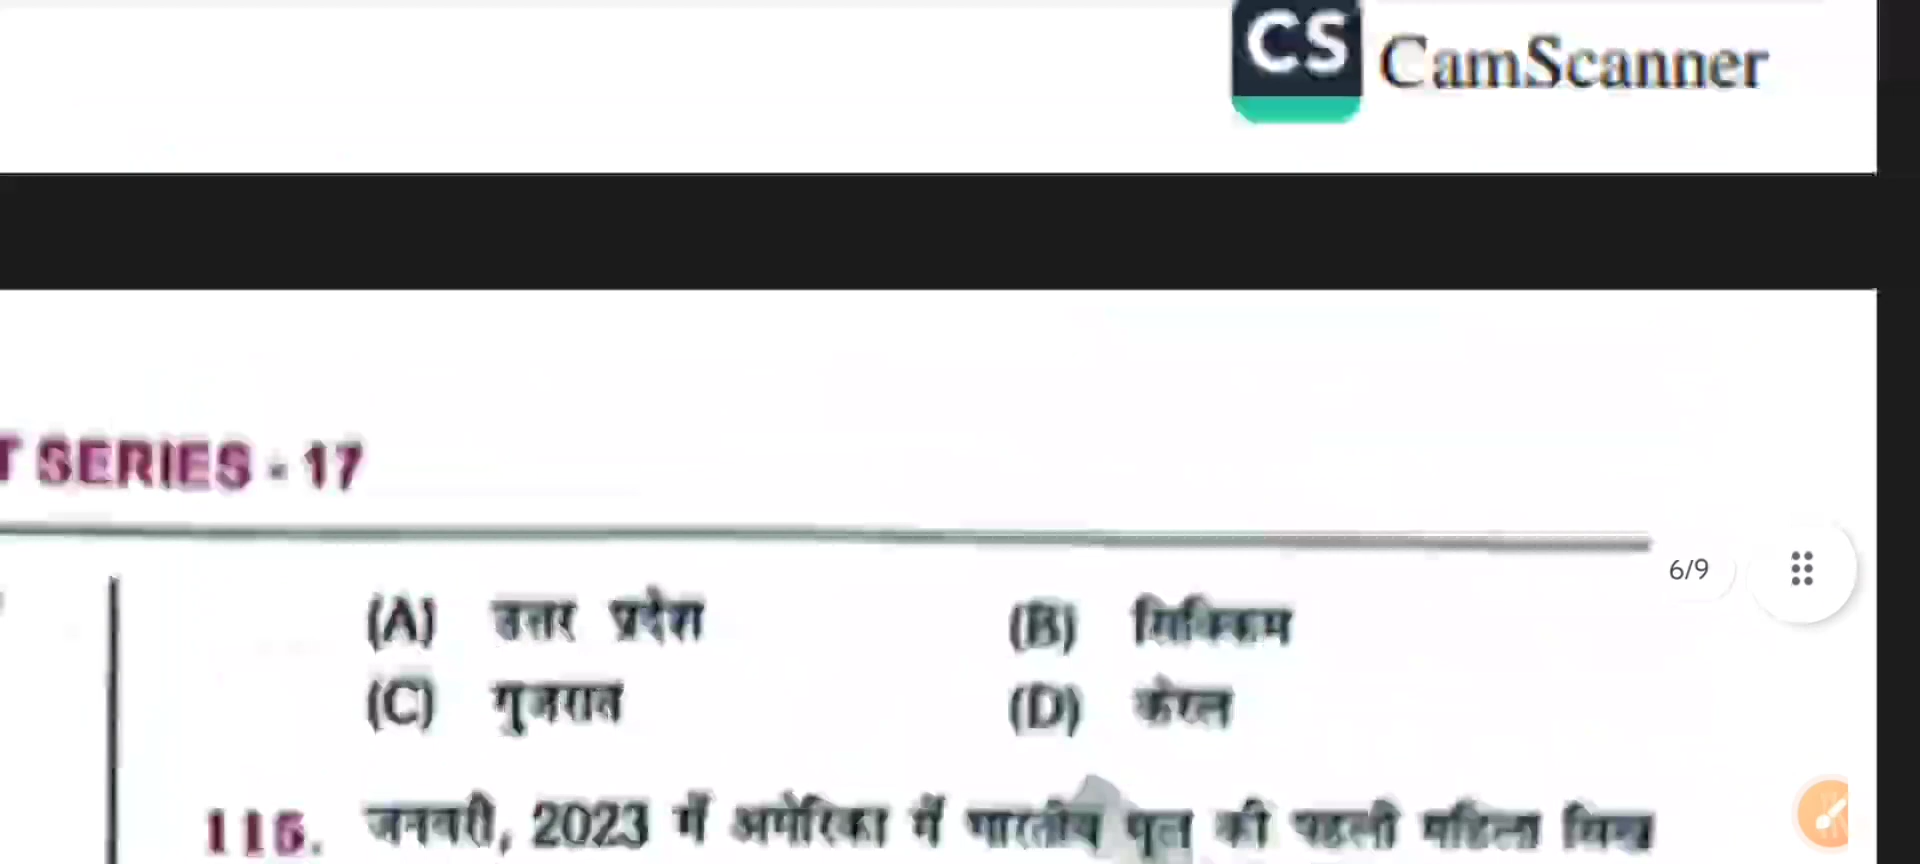 CS CamScanner
T SERIES - 17
6/9
(A) उत्तर प्रदेश (B) सिक्किम
(C) गुजरात (D) केरल
116. जनवरी, 2023 में अमेरिका में भारतीय मूल की पहली महिला सिख